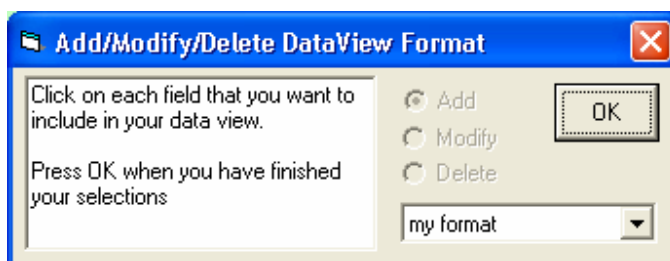 Add/Modify/Delete DataView Format
Click on each field that you want to
include in your data view.
Press OK when you have finished
your selections
Add
Modify
Delete
OK
my format